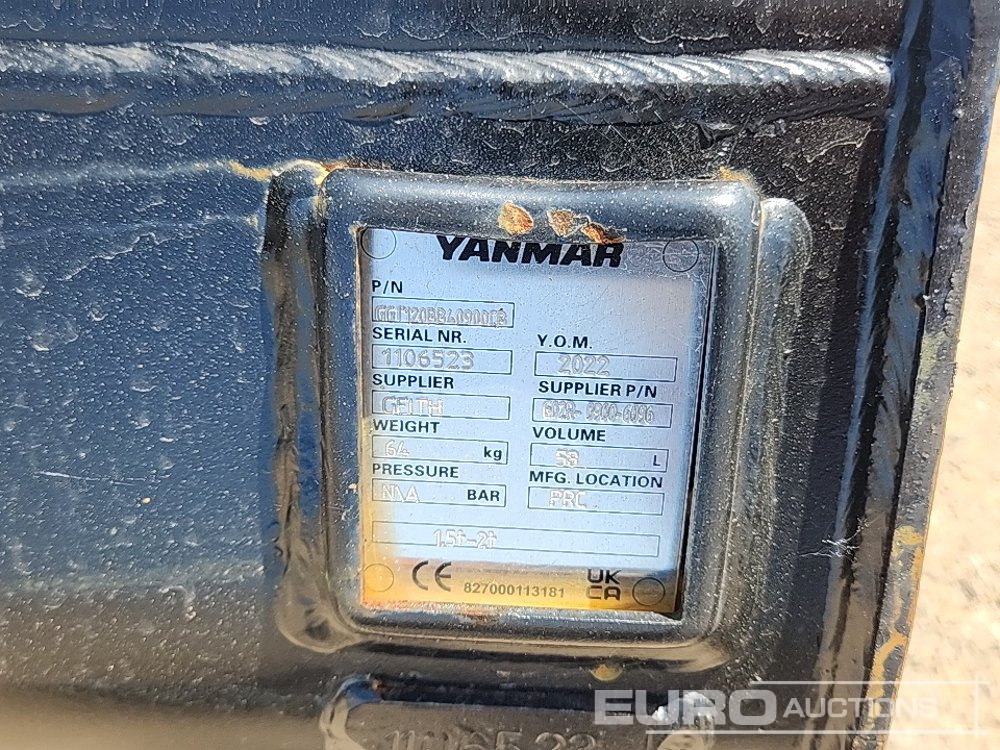 YANMAR
P/N
SERIAL NR. Y.O.M.
1106523 2022
SUPPLIER SUPPLIER P/N
GEITH
WEIGHT VOLUME
64 kg 58 L
PRESSURE MFG. LOCATION
N\A BAR PRC
1.5t-2t
CE 827000113181 UK CA
1106523
EURO AUCTIONS